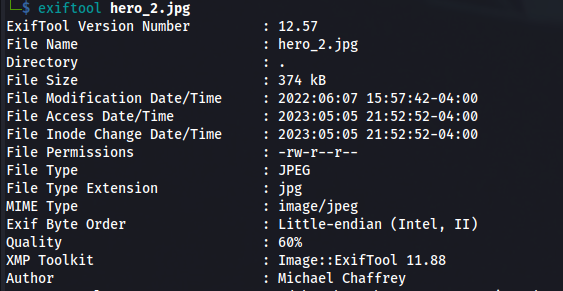 └─$ exiftool hero_2.jpg
ExifTool Version Number : 12.57
File Name : hero_2.jpg
Directory : .
File Size : 374 kB
File Modification Date/Time : 2022:06:07 15:57:42-04:00
File Access Date/Time : 2023:05:05 21:52:52-04:00
File Inode Change Date/Time : 2023:05:05 21:52:52-04:00
File Permissions : -rw-r--r--
File Type : JPEG
File Type Extension : jpg
MIME Type : image/jpeg
Exif Byte Order : Little-endian (Intel, II)
Quality : 60%
XMP Toolkit : Image::ExifTool 11.88
Author : Michael Chaffrey